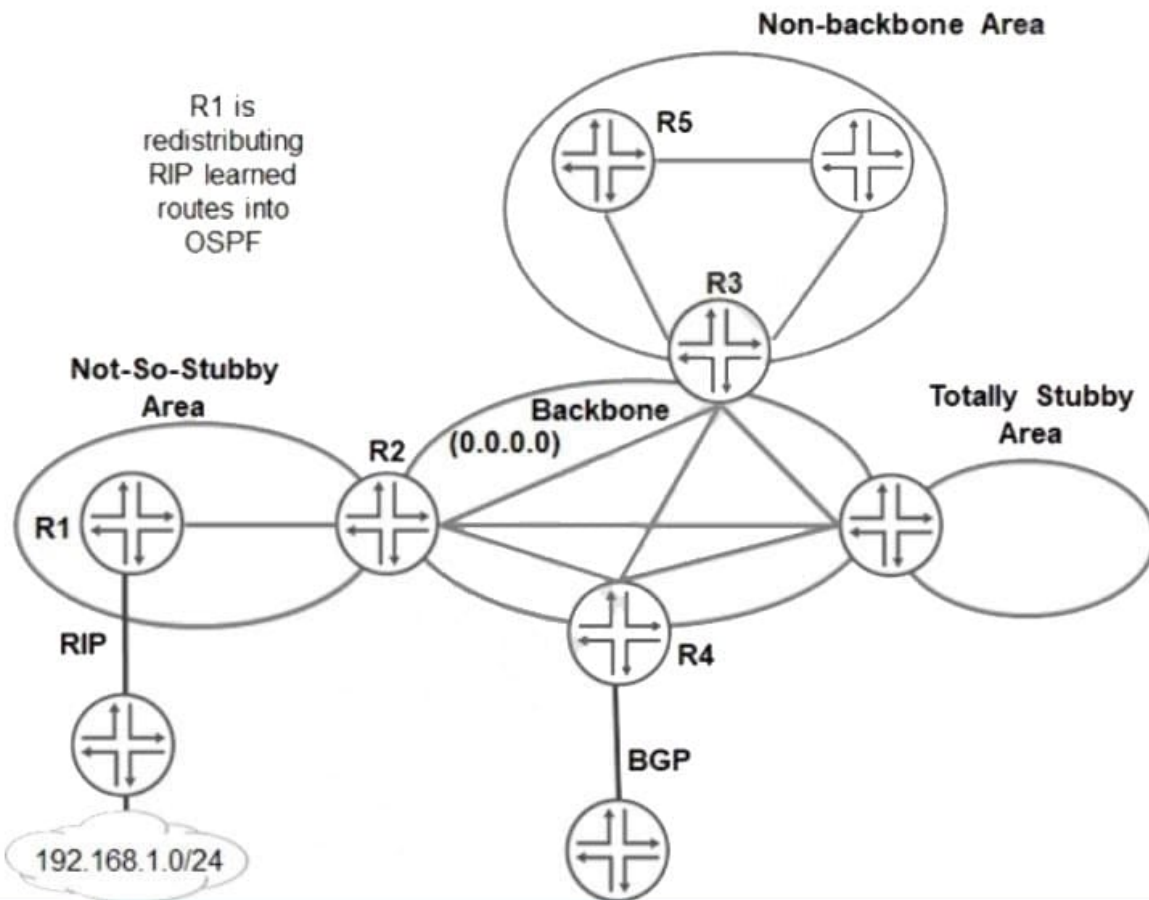 Non-backbone Area
R1 is
redistributing
RIP learned
routes into
OSPF
R5
R3
Not-So-Stubby
Area
Backbone
(0.0.0.0)
Totally Stubby
Area
R2
R1
RIP
R4
BGP
192.168.1.0/24